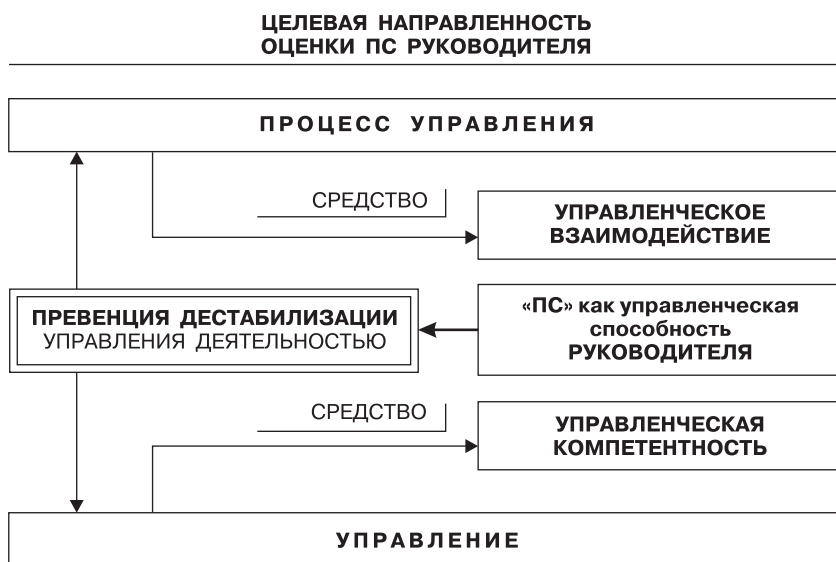 ЦЕЛЕВАЯ НАПРАВЛЕННОСТЬ
ОЦЕНКИ ПС РУКОВОДИТЕЛЯ
ПРОЦЕСС УПРАВЛЕНИЯ
СРЕДСТВО
УПРАВЛЕНЧЕСКОЕ
ВЗАИМОДЕЙСТВИЕ
ПРЕВЕНЦИЯ ДЕСТАБИЛИЗАЦИИ
УПРАВЛЕНИЯ ДЕЯТЕЛЬНОСТЬЮ
«ПС» как управленческая
способность
РУКОВОДИТЕЛЯ
СРЕДСТВО
УПРАВЛЕНЧЕСКАЯ
КОМПЕТЕНТНОСТЬ
УПРАВЛЕНИЕ